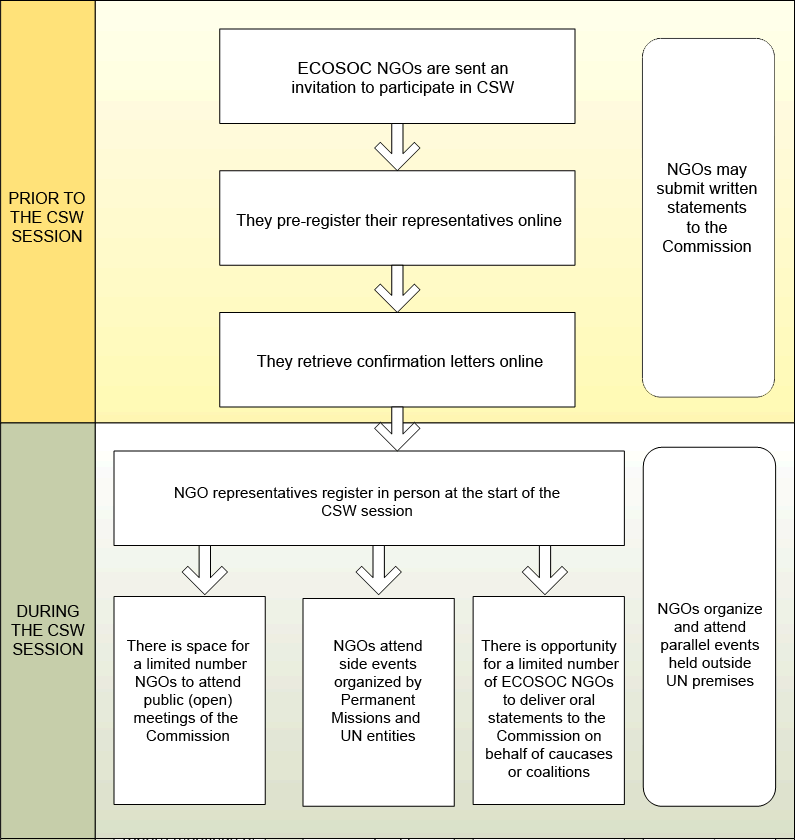 PRIOR TO
THE CSW
SESSION
ECOSOC NGOs are sent an
invitation to participate in CSW
They pre-register their representatives online
They retrieve confirmation letters online
NGOs may
submit written
statements
to the
Commission
DURING
THE CSW
SESSION
NGO representatives register in person at the start of the
CSW session
There is space for
a limited number
NGOs to attend
public (open)
meetings of the
Commission
NGOs attend
side events
organized by
Permanent
Missions and
UN entities
There is opportunity
for a limited number
of ECOSOC NGOs
to deliver oral
statements to the
Commission on
behalf of caucases
or coalitions
NGOs organize
and attend
parallel events
held outside
UN premises